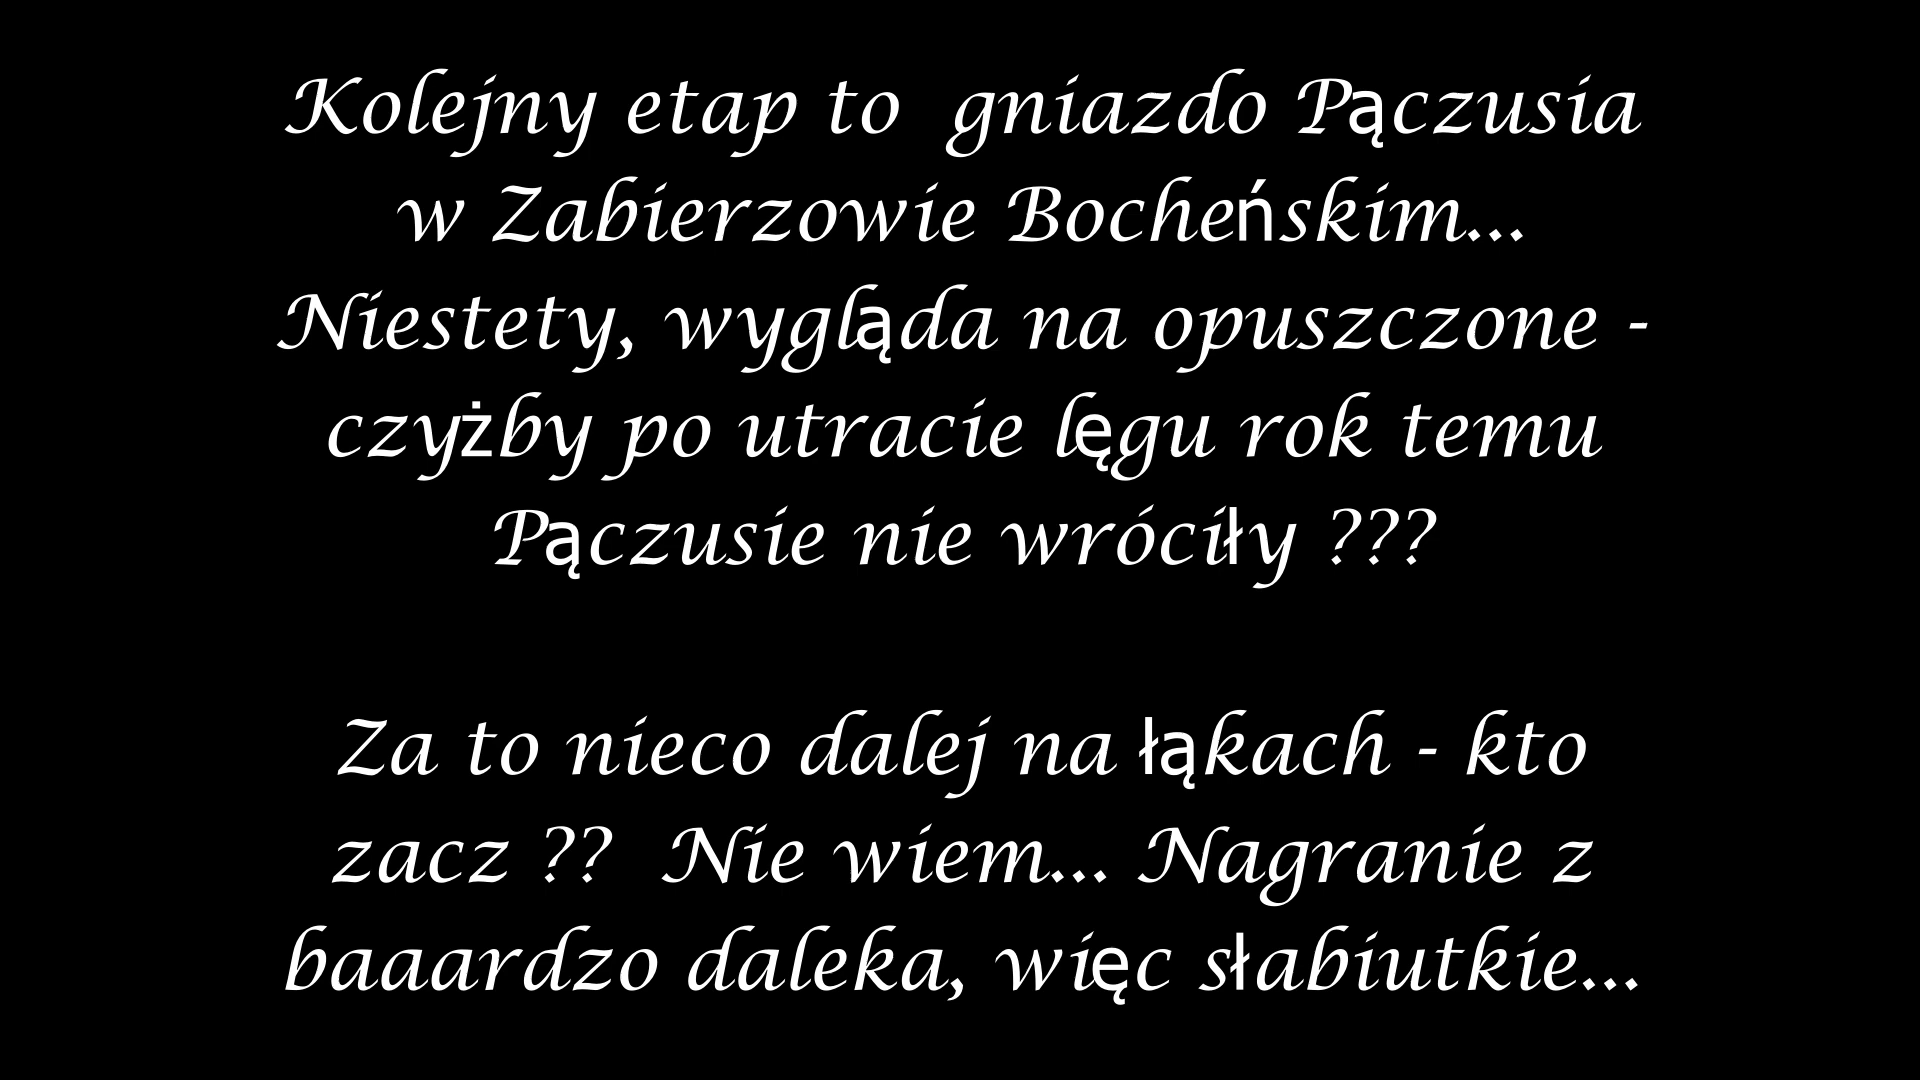 Kolejny etap to  gniazdo Pączusia
w Zabierzowie Bocheńskim...
Niestety, wygląda na opuszczone -
czyżby po utracie lęgu rok temu
Pączusie nie wróciły ???
Za to nieco dalej na łąkach - kto
zacz ??  Nie wiem... Nagranie z
baaardzo daleka, więc słabiutkie...